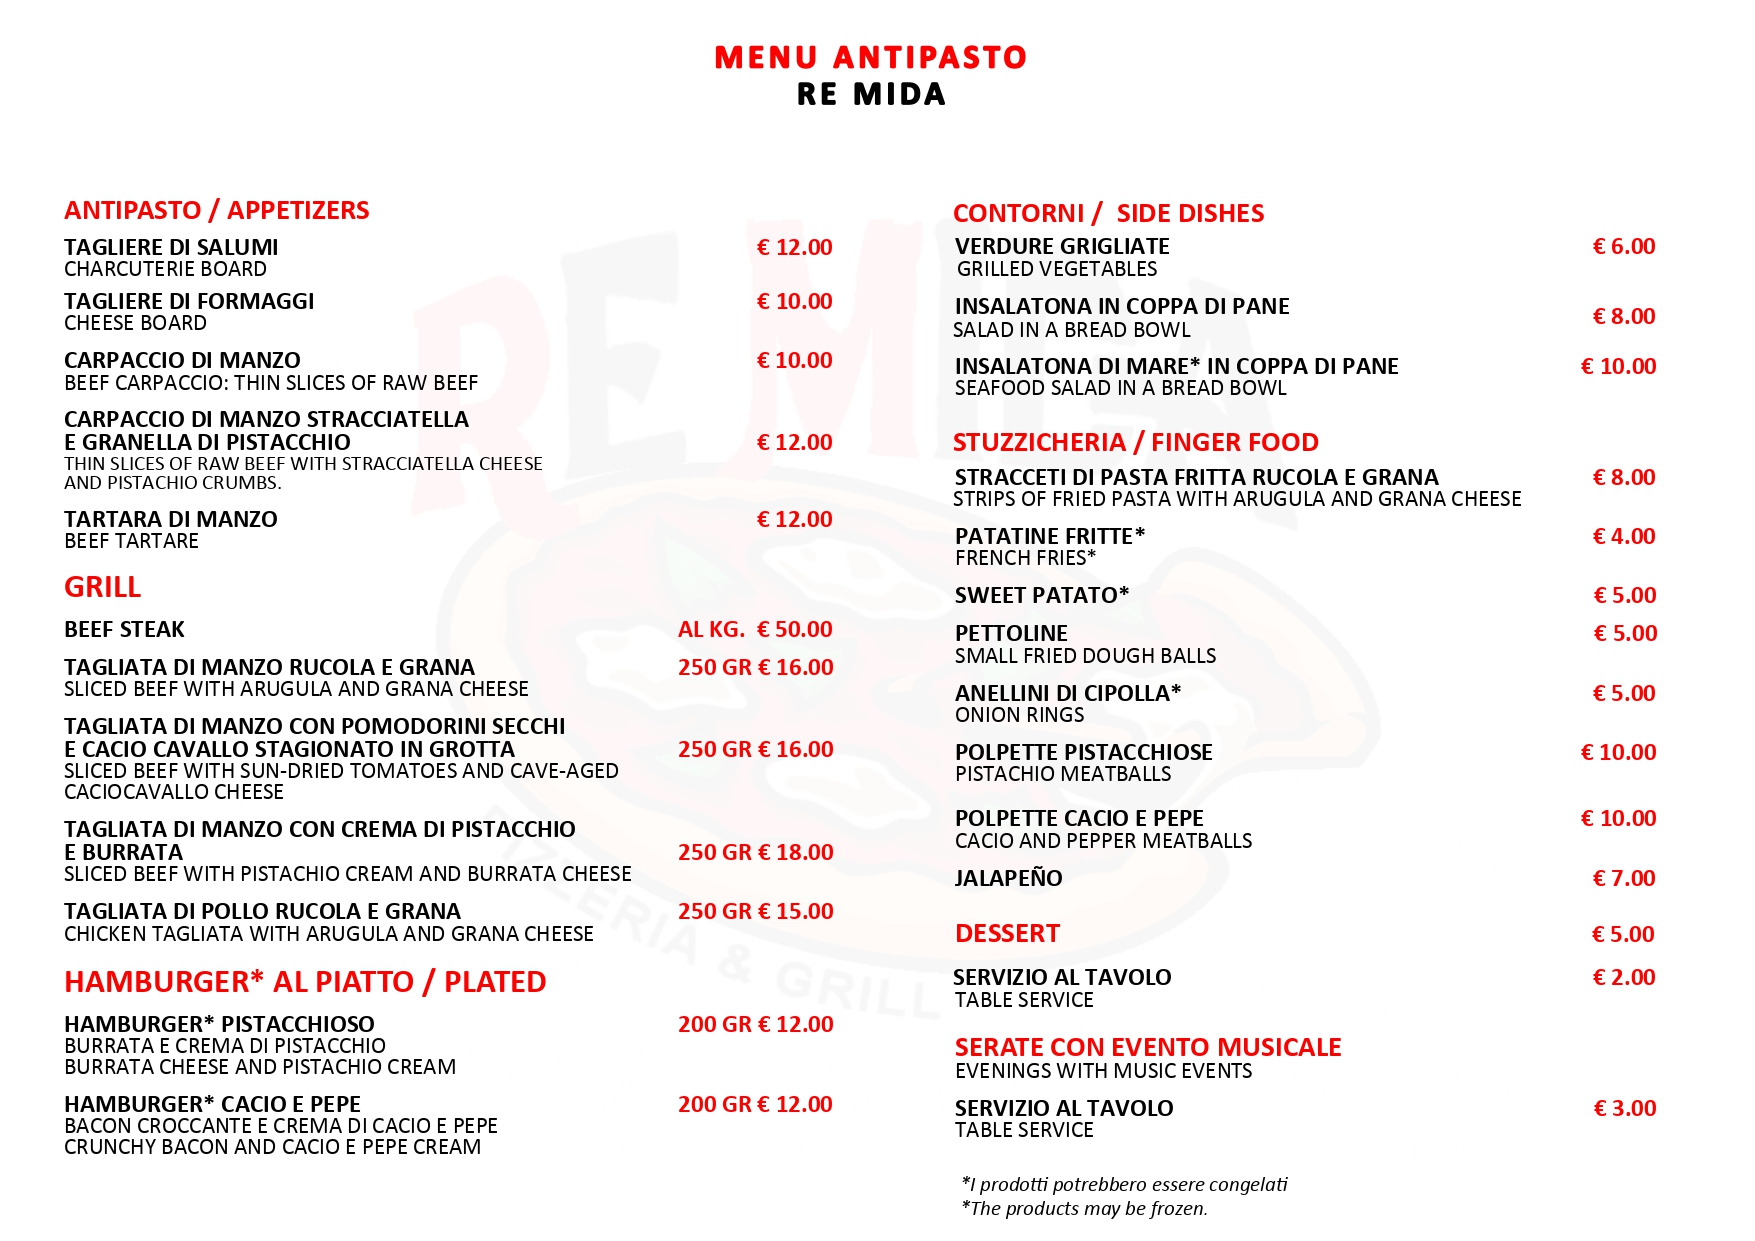 MENU ANTIPASTO
RE MIDA
ANTIPASTO / APPETIZERS
TAGLIERE DI SALUMI € 12.00
CHARCUTERIE BOARD
TAGLIERE DI FORMAGGI € 10.00
CHEESE BOARD
CARPACCIO DI MANZO € 10.00
BEEF CARPACCIO: THIN SLICES OF RAW BEEF
CARPACCIO DI MANZO STRACCIATELLA
E GRANELLA DI PISTACCHIO € 12.00
THIN SLICES OF RAW BEEF WITH STRACCIATELLA CHEESE
AND PISTACHIO CRUMBS.
TARTARA DI MANZO € 12.00
BEEF TARTARE
GRILL
BEEF STEAK AL KG. € 50.00
TAGLIATA DI MANZO RUCOLA E GRANA 250 GR € 16.00
SLICED BEEF WITH ARUGULA AND GRANA CHEESE
TAGLIATA DI MANZO CON POMODORINI SECCHI
E CACIO CAVALLO STAGIONATO IN GROTTA 250 GR € 16.00
SLICED BEEF WITH SUN-DRIED TOMATOES AND CAVE-AGED
CACIOCAVALLO CHEESE
TAGLIATA DI MANZO CON CREMA DI PISTACCHIO
E BURRATA 250 GR € 18.00
SLICED BEEF WITH PISTACHIO CREAM AND BURRATA CHEESE
TAGLIATA DI POLLO RUCOLA E GRANA 250 GR € 15.00
CHICKEN TAGLIATA WITH ARUGULA AND GRANA CHEESE
HAMBURGER* AL PIATTO / PLATED
HAMBURGER* PISTACCHIOSO 200 GR € 12.00
BURRATA E CREMA DI PISTACCHIO
BURRATA CHEESE AND PISTACHIO CREAM
HAMBURGER* CACIO E PEPE 200 GR € 12.00
BACON CROCCANTE E CREMA DI CACIO E PEPE
CRUNCHY BACON AND CACIO E PEPE CREAM
CONTORNI / SIDE DISHES
VERDURE GRIGLIATE € 6.00
GRILLED VEGETABLES
INSALATONA IN COPPA DI PANE € 8.00
SALAD IN A BREAD BOWL
INSALATONA DI MARE* IN COPPA DI PANE € 10.00
SEAFOOD SALAD IN A BREAD BOWL
STUZZICHERIA / FINGER FOOD
STRACCETI DI PASTA FRITTA RUCOLA E GRANA € 8.00
STRIPS OF FRIED PASTA WITH ARUGULA AND GRANA CHEESE
PATATINE FRITTE* € 4.00
FRENCH FRIES*
SWEET PATATO* € 5.00
PETTOLINE € 5.00
SMALL FRIED DOUGH BALLS
ANELLINI DI CIPOLLA* € 5.00
ONION RINGS
POLPETTE PISTACCHIOSE € 10.00
PISTACHIO MEATBALLS
POLPETTE CACIO E PEPE € 10.00
CACIO AND PEPPER MEATBALLS
JALAPEÑO € 7.00
DESSERT € 5.00
SERVIZIO AL TAVOLO € 2.00
TABLE SERVICE
SERATE CON EVENTO MUSICALE
EVENINGS WITH MUSIC EVENTS
SERVIZIO AL TAVOLO € 3.00
TABLE SERVICE
*I prodotti potrebbero essere congelati
*The products may be frozen.
RE MIDA
PIZZERIA & GRILL